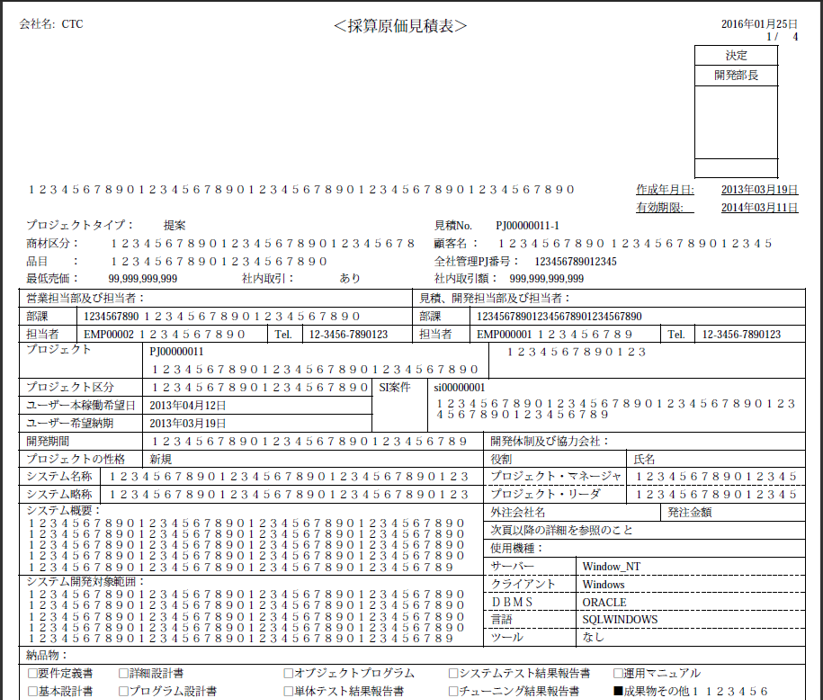 会社名: CTC
＜採算原価見積表＞
2016年01月25日
1 / 4
決定
開発部長
１２３４５６７８９０１２３４５６７８９０１２３４５６７８９０１２３４５６７８９０１２３４５６７８９０
作成年月日: 2013年03月19日
有効期限: 2014年03月11日
プロジェクトタイプ： 提案 見積No. PJ00000011-1
商材区分： １２３４５６７８９０１２３４５６７８９０１２３４５６７８ 顧客名： １２３４５６７８９０１２３４５６７８９０１２３４５
品目 ： １２３４５６７８９０１２３４５６７８９０ 全社管理PJ番号： 123456789012345
最低売価： 99,999,999,999 社内取引： あり 社内取引額： 999,999,999,999
営業担当部及び担当者： 見積、開発担当部及び担当者：
部課 1234567890１２３４５６７８９０１２３４５６７８９０ 部課 123456789012345678901234567890
担当者 EMP00002 １２３４５６７８９０ Tel. 12-3456-7890123 担当者 EMP000001 １２３４５６７８９ Tel. 12-3456-7890123
プロジェクト PJ00000011 １２３４５６７８９０１２３
１２３４５６７８９０１２３４５６７８９０１２３４５６７８９０
プロジェクト区分 １２３４５６７８９０１２３４５６７８９０ SI案件 si00000001
ユーザー本稼働希望日 2013年04月12日 １２３４５６７８９０１２３４５６７８９０１２３４５６７８９０１２３
４５６７８９０１２３４５６７８９
ユーザー希望納期 2013年03月19日
開発期間 １２３４５６７８９０１２３４５６７８９０１２３４５６７８９ 開発体制及び協力会社：
プロジェクトの性格 新規 役割 氏名
システム名称 １２３４５６７８９０１２３４５６７８９０１２３４５６７８９０１２３ プロジェクト・マネージャ １２３４５６７８９０１２３４５
システム略称 １２３４５６７８９０１２３４５６７８９０１２３４５６７８９０１２３ プロジェクト・リーダ １２３４５６７８９０１２３４５
システム概要： 外注会社名 発注金額
１２３４５６７８９０１２３４５６７８９０１２３４５６７８９０１２３４５６７８９０
１２３４５６７８９０１２３４５６７８９０１２３４５６７８９０１２３４５６７８９０
１２３４５６７８９０１２３４５６７８９０１２３４５６７８９０１２３４５６７８９０
１２３４５６７８９０１２３４５６７８９０１２３４５６７８９０１２３４５６７８９０
１２３４５６７８９０１２３４５６７８９０１２３４５６７８９０１２３４５６７８９
次頁以降の詳細を参照のこと
使用機種：
サーバー Window_NT
システム開発対象範囲：
１２３４５６７８９０１２３４５６７８９０１２３４５６７８９０１２３４５６７８９０
１２３４５６７８９０１２３４５６７８９０１２３４５６７８９０１２３４５６７８９０
１２３４５６７８９０１２３４５６７８９０１２３４５６７８９０１２３４５６７８９０
１２３４５６７８９０１２３４５６７８９０１２３４５６７８９０１２３４５６７８９０
１２３４５６７８９０１２３４５６７８９０１２３４５６７８９０１２３４５６７８９
クライアント Windows
ＤＢＭＳ ORACLE
言語 SQLWINDOWS
ツール なし
納品物：
□要件定義書 □詳細設計書 □オブジェクトプログラム □システムテスト結果報告書 □運用マニュアル
□基本設計書 □プログラム設計書 □単体テスト結果報告書 □チューニング結果報告書 ■成果物その他１１２３４５６